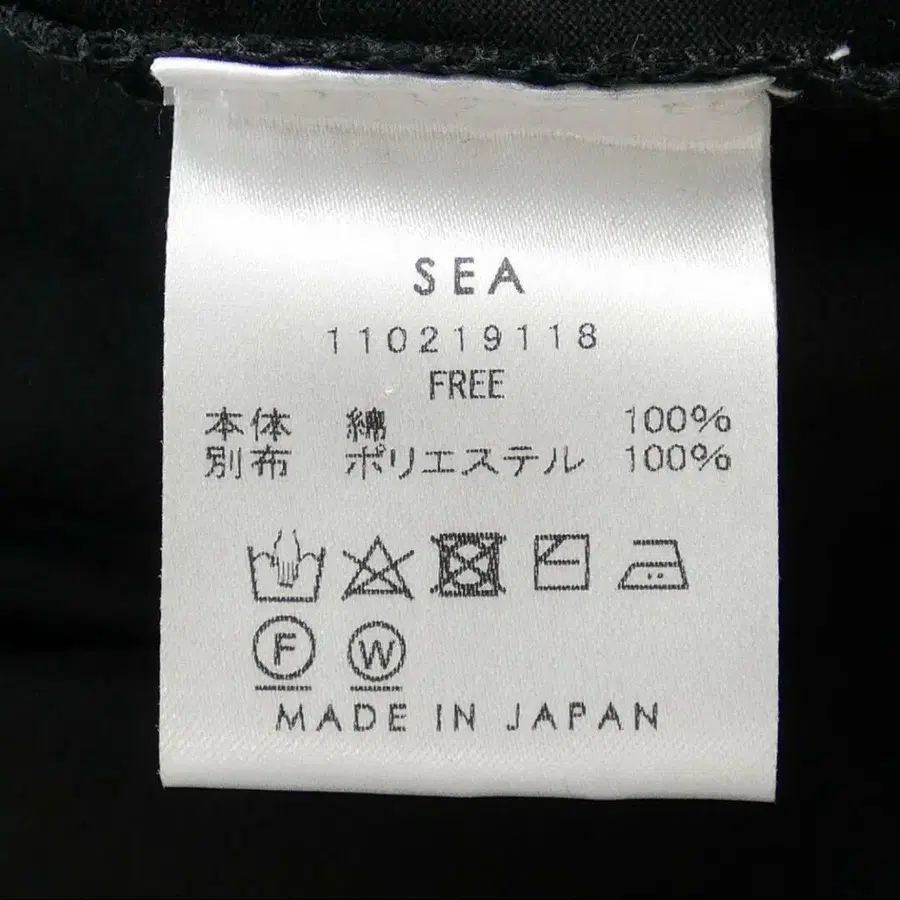 SEA
110219118
FREE
本体 綿 100%
別布 ポリエステル 100%
F W
MADE IN JAPAN